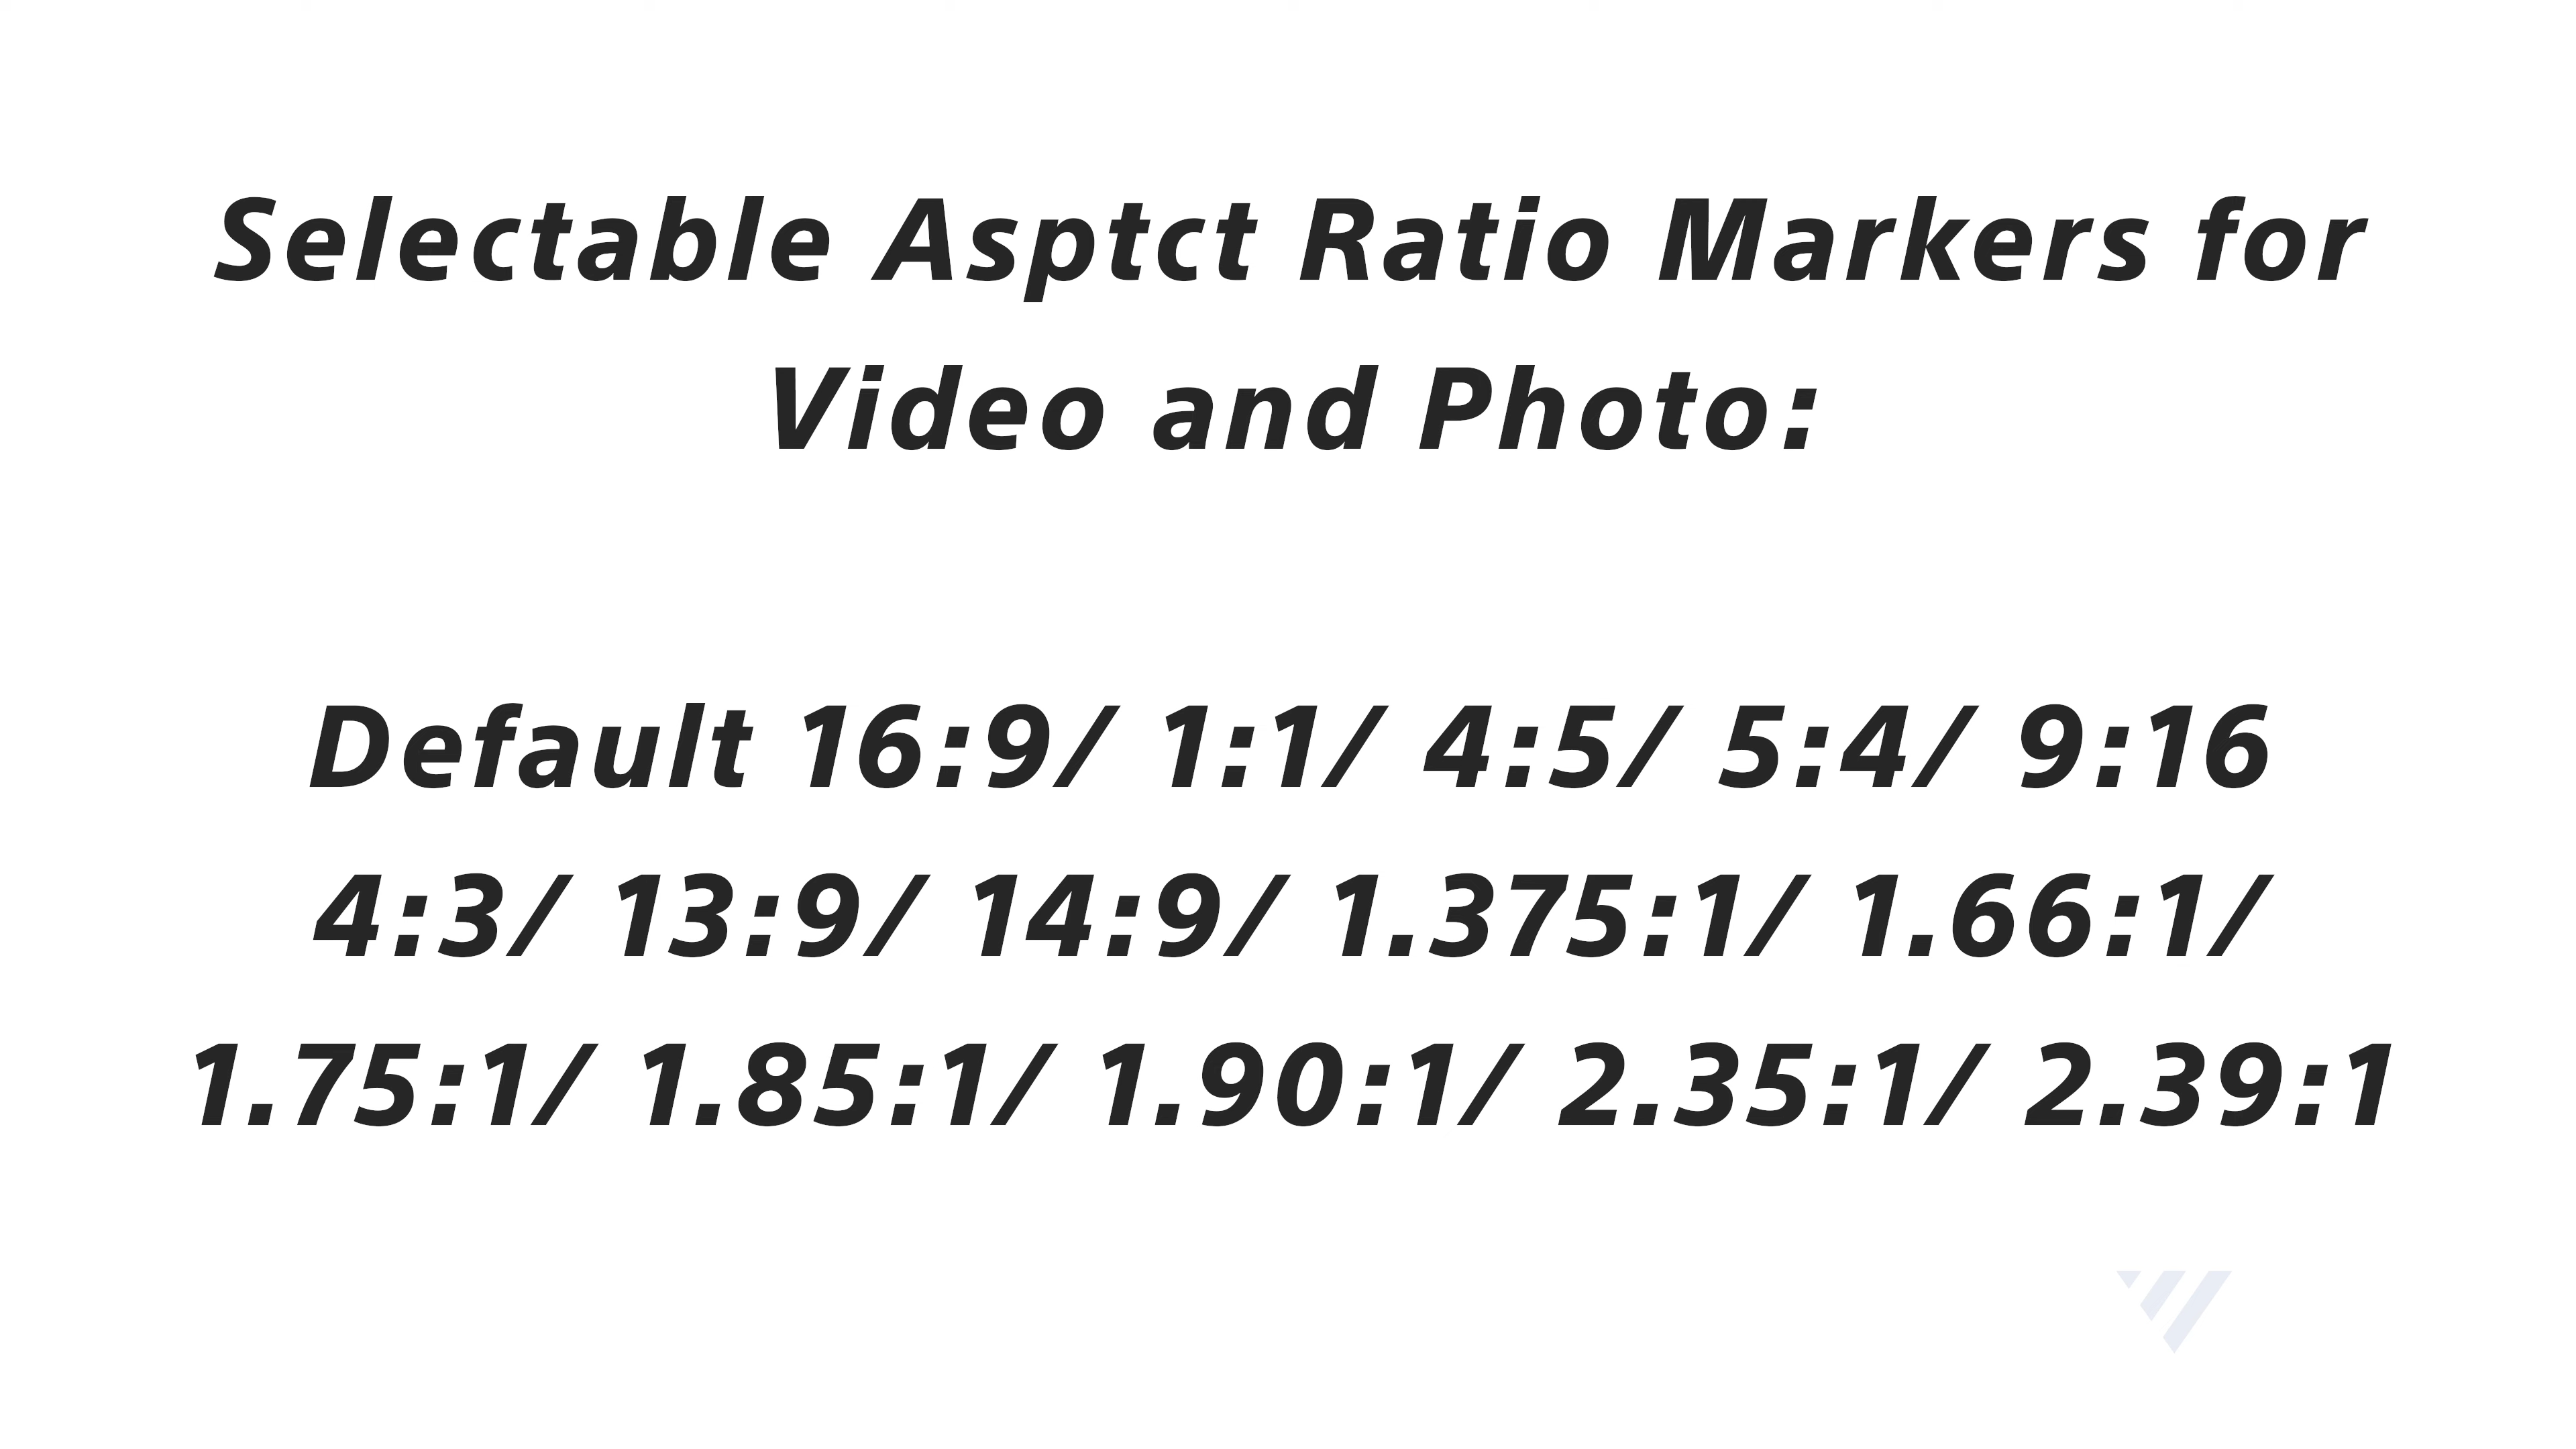 Selectable Asptct Ratio Markers for
Video and Photo:
Default 16:9/ 1:1/ 4:5/ 5:4/ 9:16
4:3/ 13:9/ 14:9/ 1.375:1/ 1.66:1/
1.75:1/ 1.85:1/ 1.90:1/ 2.35:1/ 2.39:1